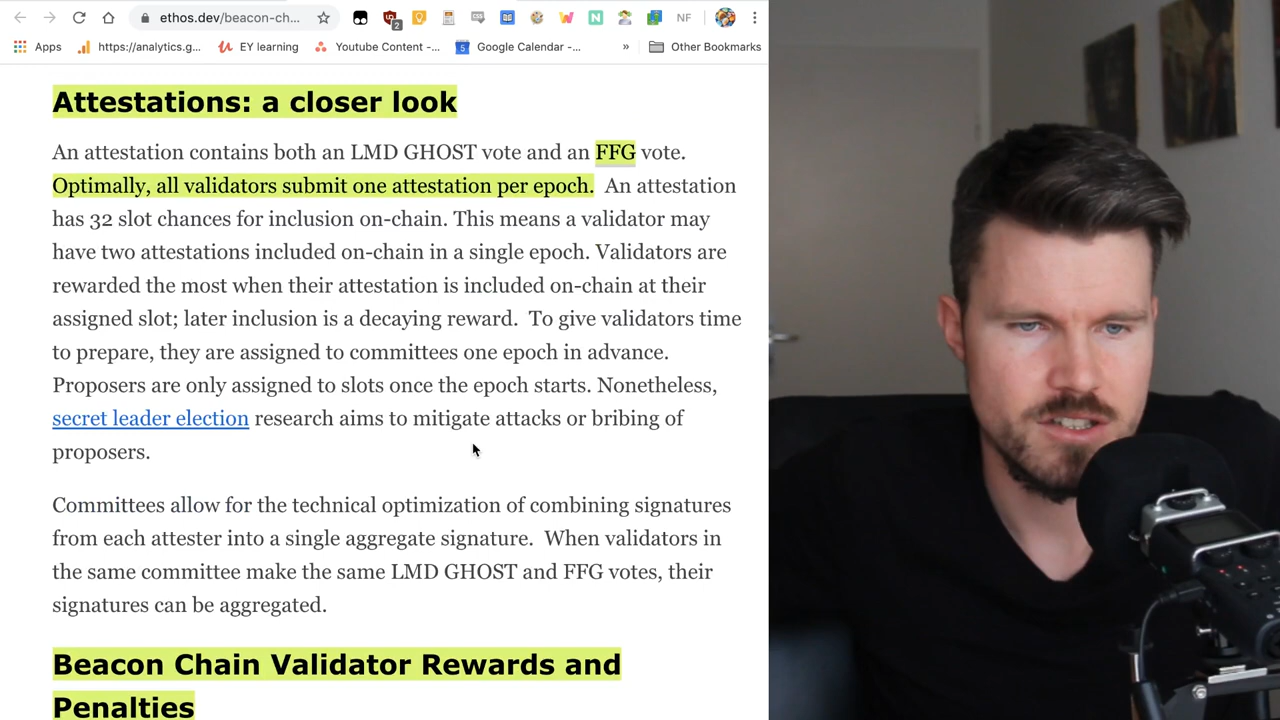 ethos.dev/beacon-ch...
2
NF
Apps
https://analytics.g...
EY learning
Youtube Content -...
5
Google Calendar -...
»
Other Bookmarks
Attestations: a closer look
An attestation contains both an LMD GHOST vote and an FFG vote.
Optimally, all validators submit one attestation per epoch. An attestation
has 32 slot chances for inclusion on-chain. This means a validator may
have two attestations included on-chain in a single epoch. Validators are
rewarded the most when their attestation is included on-chain at their
assigned slot; later inclusion is a decaying reward. To give validators time
to prepare, they are assigned to committees one epoch in advance.
Proposers are only assigned to slots once the epoch starts. Nonetheless,
secret leader election research aims to mitigate attacks or bribing of
proposers.
Committees allow for the technical optimization of combining signatures
from each attester into a single aggregate signature. When validators in
the same committee make the same LMD GHOST and FFG votes, their
signatures can be aggregated.
Beacon Chain Validator Rewards and
Penalties